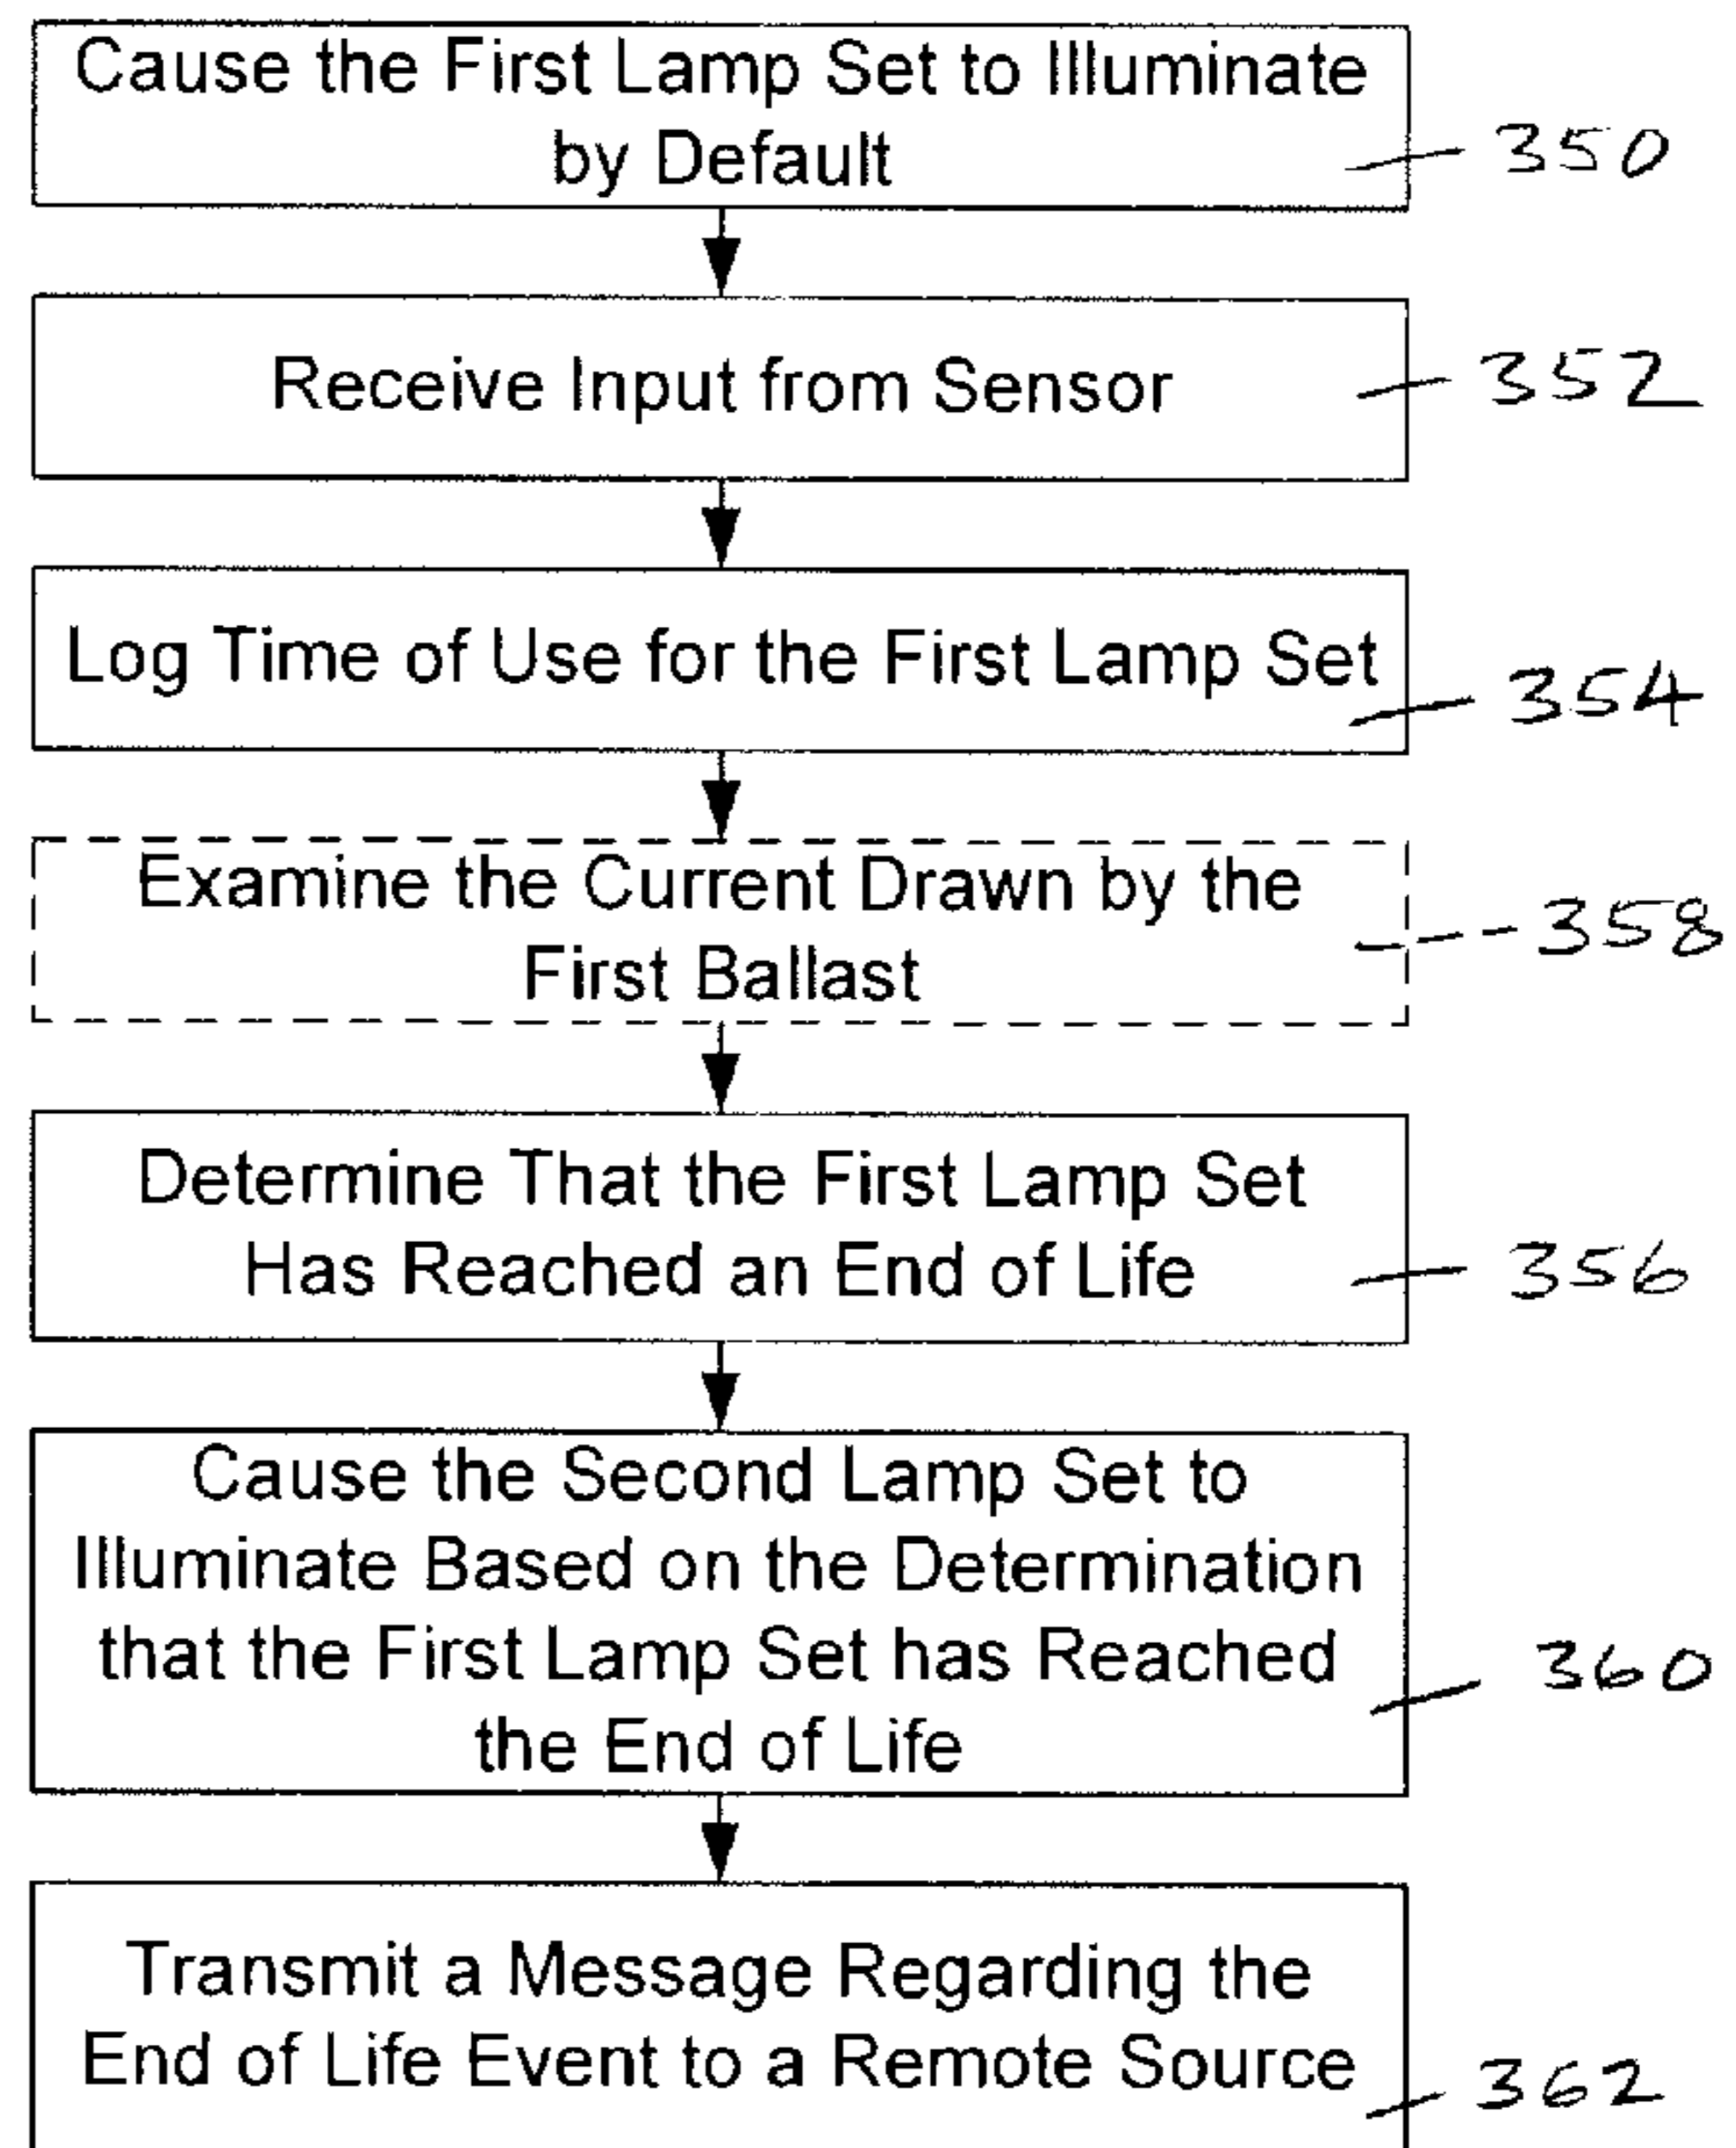 Cause the First Lamp Set to Illuminate
by Default
350
Receive Input from Sensor
352
Log Time of Use for the First Lamp Set
354
Examine the Current Drawn by the
First Ballast
358
Determine That the First Lamp Set
Has Reached an End of Life
356
Cause the Second Lamp Set to
Illuminate Based on the Determination
that the First Lamp Set has Reached
the End of Life
360
Transmit a Message Regarding the
End of Life Event to a Remote Source
362